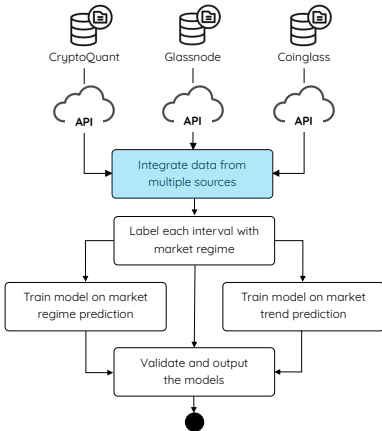 CryptoQuant
Glassnode
Coinglass
API
API
API
Integrate data from
multiple sources
Label each interval with
market regime
Train model on market
regime prediction
Train model on market
trend prediction
Validate and output
the models